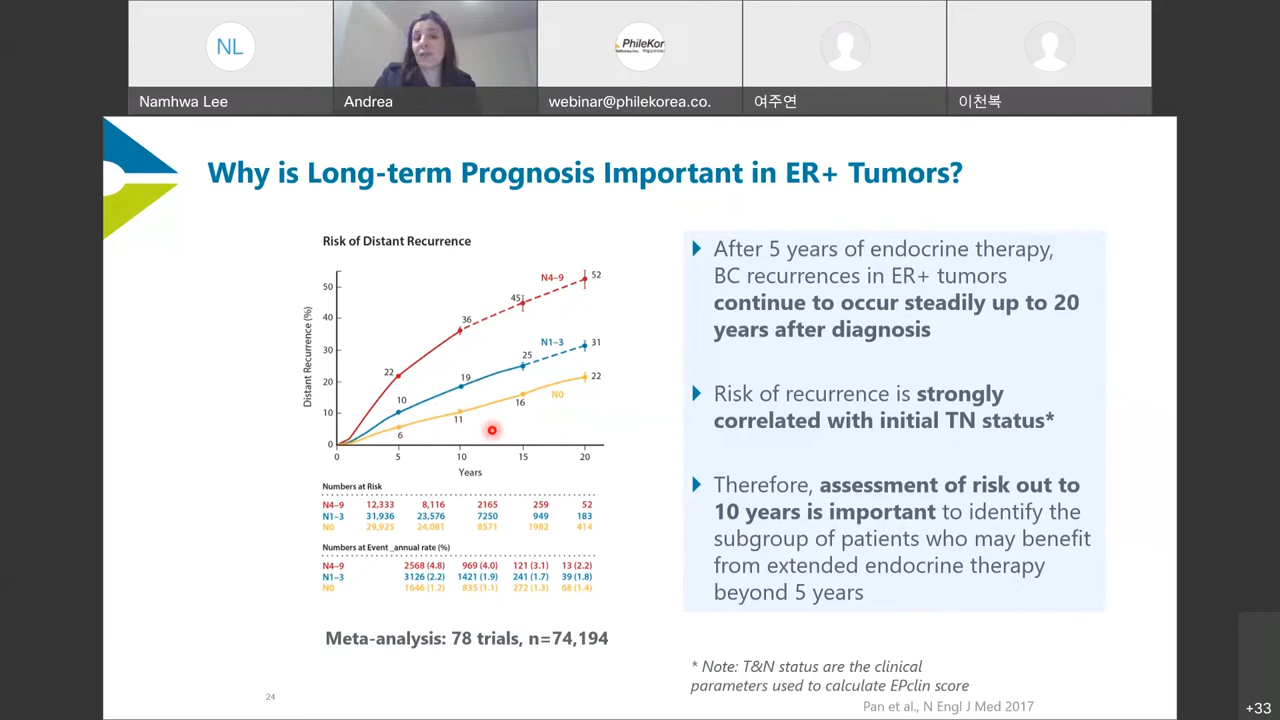 NL
PhileKor
Namhwa Lee
Andrea
webinar@philekorea.co.
여주연
이천복
Why is Long-term Prognosis Important in ER+ Tumors?
Risk of Distant Recurrence
Distant Recurrence (%)
50
40
30
20
10
0
N4–9
52
45
36
22
N1–3
31
25
19
10
22
N0
16
11
6
0
5
10
15
20
Years
Numbers at Risk
N4–9 12,333 8,116 2165 259 52
N1–3 31,936 23,576 7250 949 183
N0 29,925 24,081 8571 1982 414
Numbers at Event _annual rate (%)
N4–9 2568 (4.8) 969 (4.0) 121 (3.1) 13 (2.2)
N1–3 3126 (2.2) 1421 (1.9) 241 (1.7) 39 (1.8)
N0 1646 (1.2) 835 (1.1) 272 (1.3) 68 (1.4)
Meta-analysis: 78 trials, n=74,194
After 5 years of endocrine therapy,
BC recurrences in ER+ tumors
continue to occur steadily up to 20
years after diagnosis
Risk of recurrence is strongly
correlated with initial TN status*
Therefore, assessment of risk out to
10 years is important to identify the
subgroup of patients who may benefit
from extended endocrine therapy
beyond 5 years
* Note: T&N status are the clinical
parameters used to calculate EPclin score
Pan et al., N Engl J Med 2017
24
+33